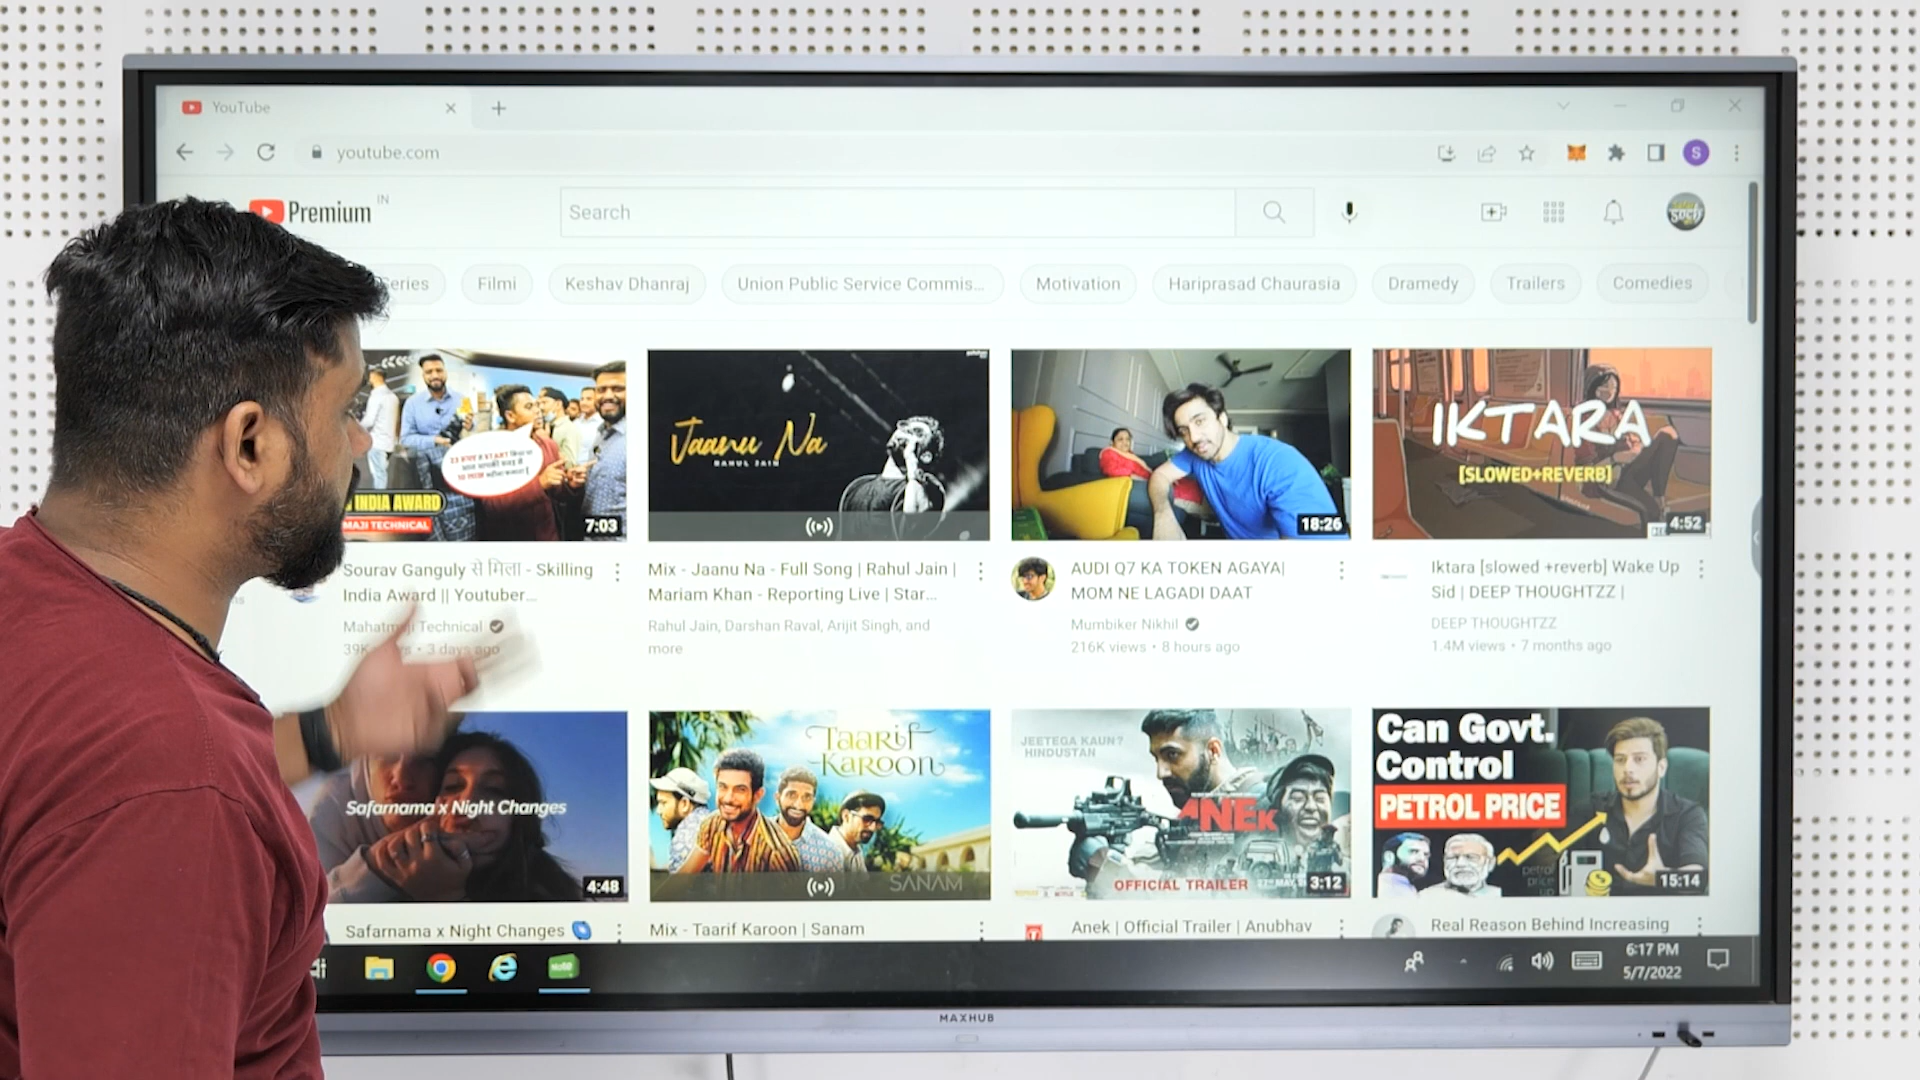 YouTube
youtube.com
S
Premium IN
Search
eries
Filmi
Keshav Dhanraj
Union Public Service Commis...
Motivation
Hariprasad Chaurasia
Dramedy
Trailers
Comedies
INDIA AWARD
MAJI TECHNICAL
7:03
Jaanu Na
RAHUL JAIN
18:26
IKTARA
[SLOWED+REVERB]
4:52
Sourav Ganguly से मिला - Skilling
India Award || Youtuber...
Technical
39K • 3 days ago
Mix - Jaanu Na - Full Song | Rahul Jain |
Mariam Khan - Reporting Live | Star...
Rahul Jain, Darshan Raval, Arijit Singh, and
more
AUDI Q7 KA TOKEN AGAYA|
MOM NE LAGADI DAAT
Mumbiker Nikhil
216K views • 8 hours ago
Iktara [slowed +reverb] Wake Up
Sid | DEEP THOUGHTZZ |
DEEP THOUGHTZZ
1.4M views • 7 months ago
Safarnama x Night Changes
4:48
Taarif
Karoon
SANAM
JEETEGA KAUN?
HINDUSTAN
ANEK
OFFICIAL TRAILER
3:12
Can Govt.
Control
PETROL PRICE
petrol
price
up
15:14
Safarnama x Night Changes
Mix - Taarif Karoon | Sanam
Anek | Official Trailer | Anubhav
Real Reason Behind Increasing
6:17 PM
5/7/2022
MAXHUB